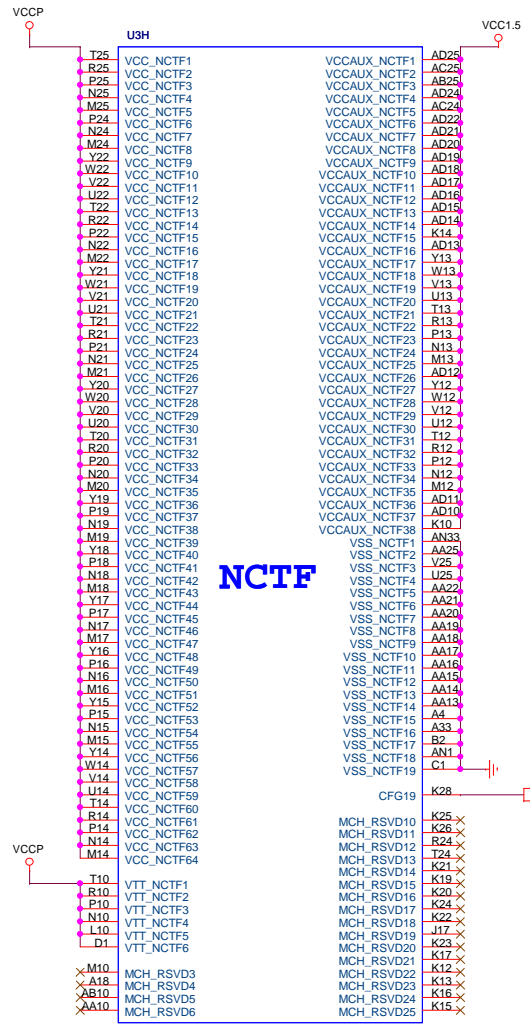 VCCP VCC1.5
U3H
T25 VCC_NCTF1 VCCAUX_NCTF1 AD25
R25 VCC_NCTF2 VCCAUX_NCTF2 AC25
P25 VCC_NCTF3 VCCAUX_NCTF3 AB25
N25 VCC_NCTF4 VCCAUX_NCTF4 AD24
M25 VCC_NCTF5 VCCAUX_NCTF5 AC24
P24 VCC_NCTF6 VCCAUX_NCTF6 AD22
N24 VCC_NCTF7 VCCAUX_NCTF7 AD21
M24 VCC_NCTF8 VCCAUX_NCTF8 AD20
Y22 VCC_NCTF9 VCCAUX_NCTF9 AD19
W22 VCC_NCTF10 VCCAUX_NCTF10 AD18
V22 VCC_NCTF11 VCCAUX_NCTF11 AD17
U22 VCC_NCTF12 VCCAUX_NCTF12 AD16
T22 VCC_NCTF13 VCCAUX_NCTF13 AD15
R22 VCC_NCTF14 VCCAUX_NCTF14 AD14
P22 VCC_NCTF15 VCCAUX_NCTF15 K14
N22 VCC_NCTF16 VCCAUX_NCTF16 AD13
M22 VCC_NCTF17 VCCAUX_NCTF17 Y13
Y21 VCC_NCTF18 VCCAUX_NCTF18 W13
W21 VCC_NCTF19 VCCAUX_NCTF19 V13
V21 VCC_NCTF20 VCCAUX_NCTF20 U13
U21 VCC_NCTF21 VCCAUX_NCTF21 T13
T21 VCC_NCTF22 VCCAUX_NCTF22 R13
R21 VCC_NCTF23 VCCAUX_NCTF23 P13
P21 VCC_NCTF24 VCCAUX_NCTF24 N13
N21 VCC_NCTF25 VCCAUX_NCTF25 M13
M21 VCC_NCTF26 VCCAUX_NCTF26 AD12
Y20 VCC_NCTF27 VCCAUX_NCTF27 Y12
W20 VCC_NCTF28 VCCAUX_NCTF28 W12
V20 VCC_NCTF29 VCCAUX_NCTF29 V12
U20 VCC_NCTF30 VCCAUX_NCTF30 U12
T20 VCC_NCTF31 VCCAUX_NCTF31 T12
R20 VCC_NCTF32 VCCAUX_NCTF32 R12
P20 VCC_NCTF33 VCCAUX_NCTF33 P12
N20 VCC_NCTF34 VCCAUX_NCTF34 N12
M20 VCC_NCTF35 VCCAUX_NCTF35 M12
Y19 VCC_NCTF36 VCCAUX_NCTF36 AD11
P19 VCC_NCTF37 VCCAUX_NCTF37 AD10
N19 VCC_NCTF38 VCCAUX_NCTF38 K10
M19 VCC_NCTF39 VSS_NCTF1 AN33
Y18 VCC_NCTF40 VSS_NCTF2 AA25
P18 VCC_NCTF41 VSS_NCTF3 V25
N18 VCC_NCTF42 VSS_NCTF4 U25
NCTF
M18 VCC_NCTF43 VSS_NCTF5 AA22
Y17 VCC_NCTF44 VSS_NCTF6 AA21
P17 VCC_NCTF45 VSS_NCTF7 AA20
N17 VCC_NCTF46 VSS_NCTF8 AA19
M17 VCC_NCTF47 VSS_NCTF9 AA18
Y16 VCC_NCTF48 VSS_NCTF10 AA17
P16 VCC_NCTF49 VSS_NCTF11 AA16
N16 VCC_NCTF50 VSS_NCTF12 AA15
M16 VCC_NCTF51 VSS_NCTF13 AA14
Y15 VCC_NCTF52 VSS_NCTF14 AA13
P15 VCC_NCTF53 VSS_NCTF15 A4
N15 VCC_NCTF54 VSS_NCTF16 A33
M15 VCC_NCTF55 VSS_NCTF17 B2
Y14 VCC_NCTF56 VSS_NCTF18 AN1
W14 VCC_NCTF57 VSS_NCTF19 C1
V14 VCC_NCTF58
U14 VCC_NCTF59 CFG19 K28
T14 VCC_NCTF60
R14 VCC_NCTF61 MCH_RSVD10 K25
P14 VCC_NCTF62 MCH_RSVD11 K26
N14 VCC_NCTF63 MCH_RSVD12 R24
M14 VCC_NCTF64 MCH_RSVD13 T24
VCCP
MCH_RSVD14 K21
T10 VTT_NCTF1 MCH_RSVD15 K19
R10 VTT_NCTF2 MCH_RSVD16 K20
P10 VTT_NCTF3 MCH_RSVD17 K24
N10 VTT_NCTF4 MCH_RSVD18 K22
L10 VTT_NCTF5 MCH_RSVD19 J17
D1 VTT_NCTF6 MCH_RSVD20 K23
MCH_RSVD21 K17
M10 MCH_RSVD3 MCH_RSVD22 K12
A18 MCH_RSVD4 MCH_RSVD23 K13
AB10 MCH_RSVD5 MCH_RSVD24 K16
AA10 MCH_RSVD6 MCH_RSVD25 K15